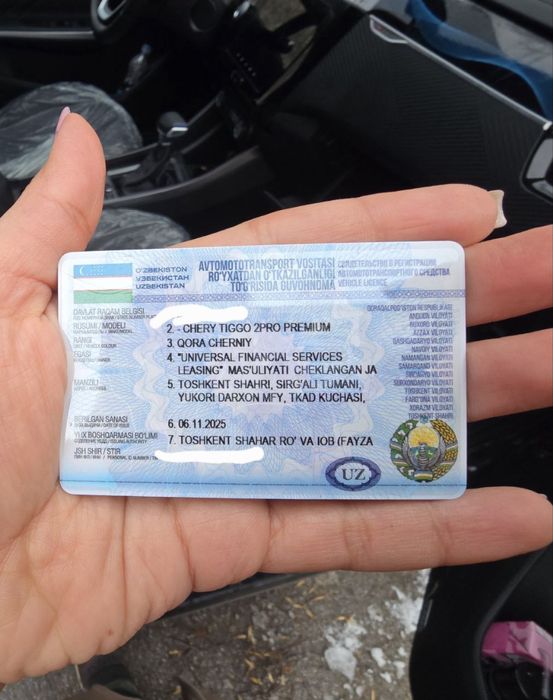 O'ZBEKISTON
УЗБЕКИСТАН
UZBEKISTAN
AVTOMOTOTRANSPORT VOSITASI
RO'YXATDAN O'TKAZILGANLIGI
TO'G'RISIDA GUVOHNOMA
СВИДЕТЕЛЬСТВО О РЕГИСТРАЦИИ
АВТОМОТОТРАНСПОРТНОГО СРЕДСТВА
VEHICLE LICENCE
DAVLAT RAQAM BELGISI
RUSUMI / MODELI
2 - CHERY TIGGO 2PRO PREMIUM
RANGI
3. QORA CHERNIY
EGASI
4. "UNIVERSAL FINANCIAL SERVICES
LEASING" MAS'ULIYATI CHEKLANGAN JA
MANZILI
5. TOSHKENT SHAHRI, SIRG'ALI TUMANI,
YUKORI DARXON MFY, TKAD KUCHASI,
BERILGAN SANASI
6. 06.11.2025
YHX BOSHQARMASI BO'LIMI
7. TOSHKENT SHAHAR RO' VA IOB (FAYZA
JSH SHIR/STIR
QORAQALPOG'ISTON RESPUBLIKASI
ANDIJON VILOYATI
BUXORO VILOYATI
JIZZAX VILOYATI
QASHQADARYO VILOYATI
NAVOIY VILOYATI
NAMANGAN VILOYATI
SAMARQAND VILOYATI
SIRDARYO VILOYATI
SURXONDARYO VILOYATI
TOSHKENT VILOYATI
FARG'ONA VILOYATI
XORAZM VILOYATI
TOSHKENT SHAHRI
UZ